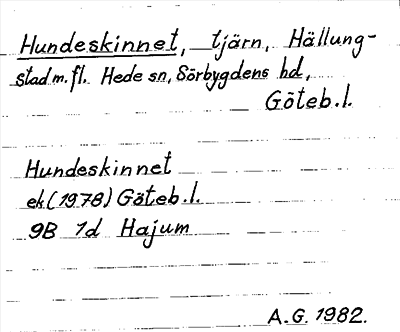 Hundeskinnet, tjärn, Hällung-
stad m.fl. Hede sn, Sörbygdens hd,
Göteb.l.
Hundeskinnet
ek (1978) Göteb.l.
9B 1d Hajum
A.G. 1982.